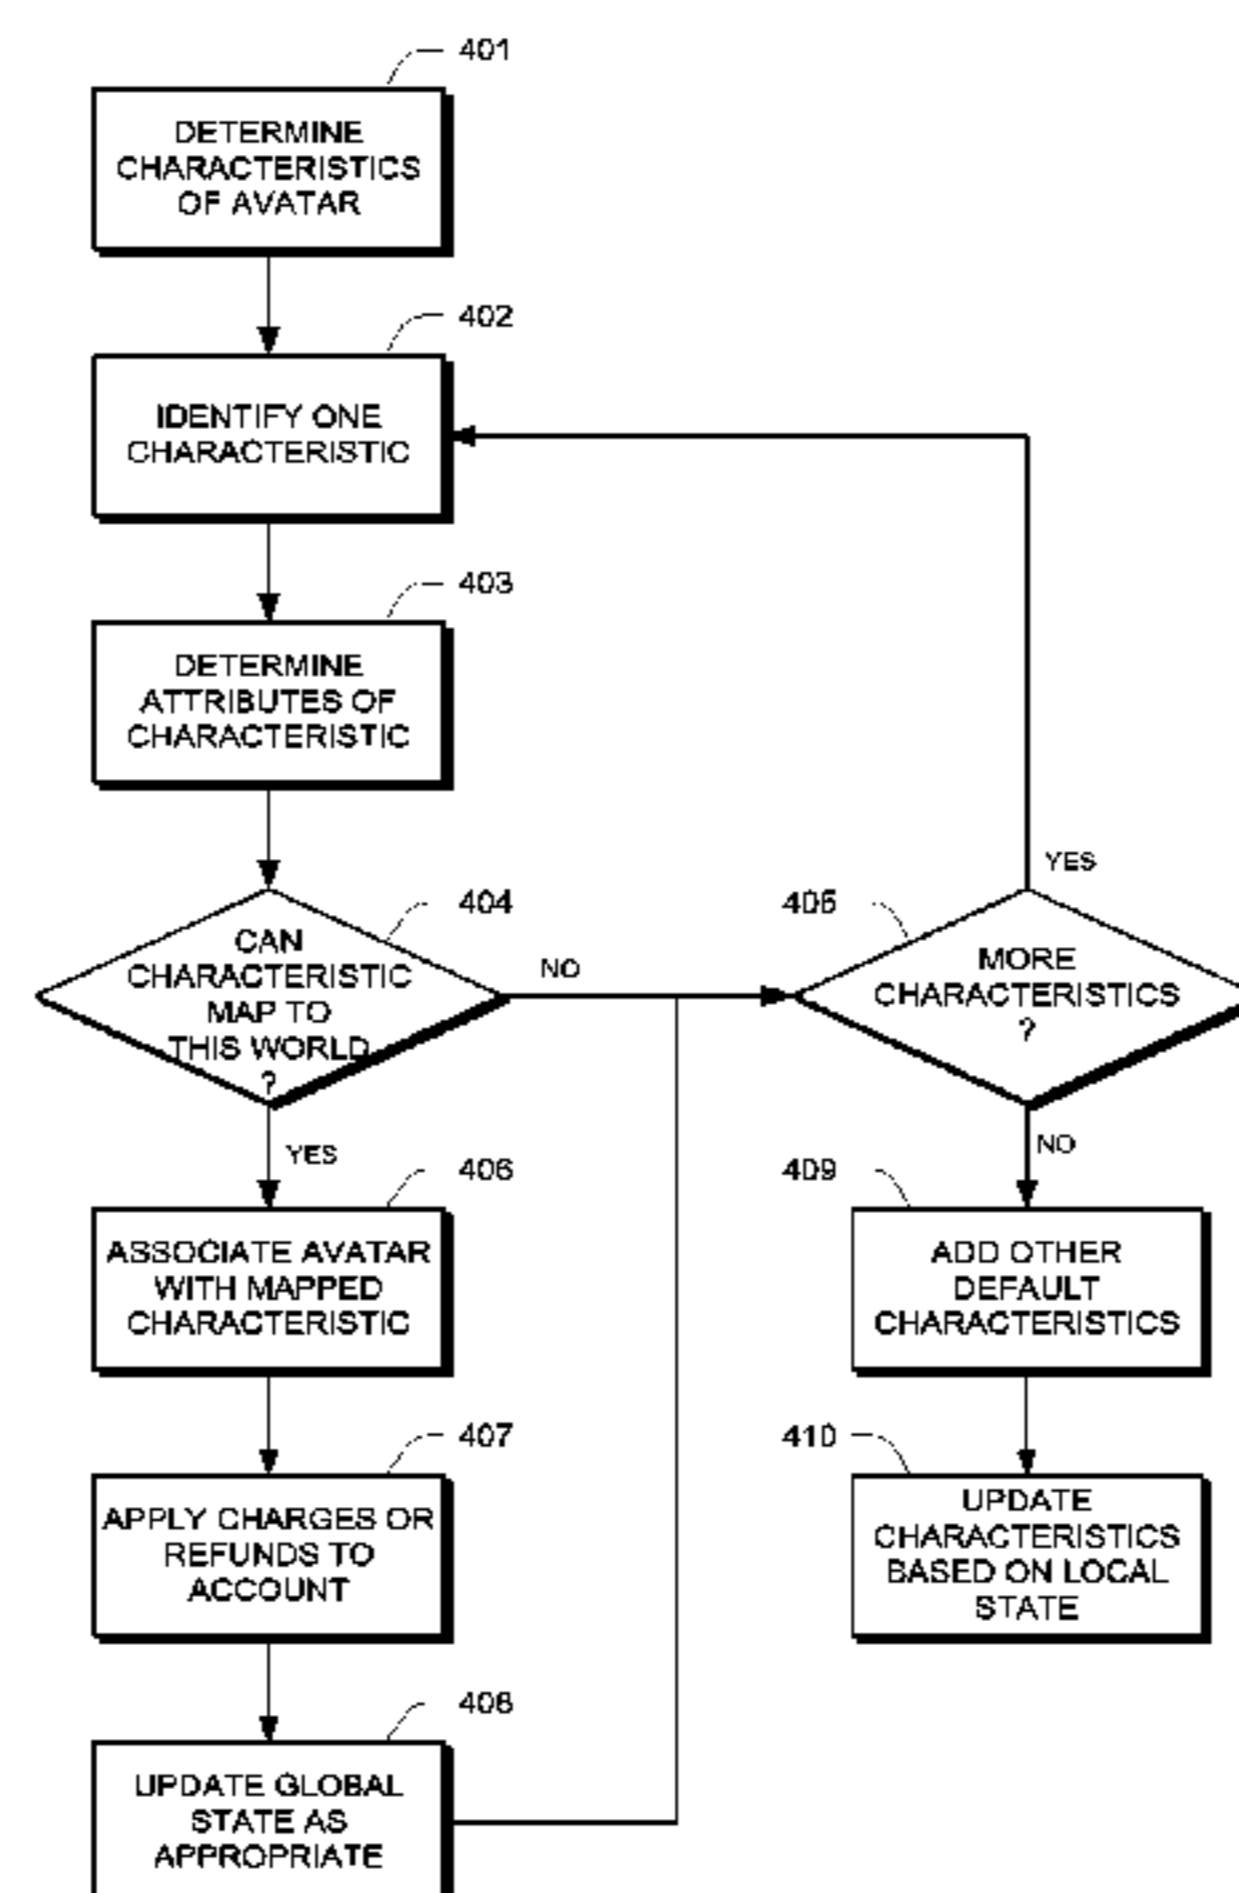 401
DETERMINE
CHARACTERISTICS
OF AVATAR
402
IDENTIFY ONE
CHARACTERISTIC
403
DETERMINE
ATTRIBUTES OF
CHARACTERISTIC
404
CAN
CHARACTERISTIC
MAP TO
THIS WORLD
?
NO
YES
405
MORE
CHARACTERISTICS
?
YES
NO
406
ASSOCIATE AVATAR
WITH MAPPED
CHARACTERISTIC
407
APPLY CHARGES OR
REFUNDS TO
ACCOUNT
408
UPDATE GLOBAL
STATE AS
APPROPRIATE
409
ADD OTHER
DEFAULT
CHARACTERISTICS
410
UPDATE
CHARACTERISTICS
BASED ON LOCAL
STATE